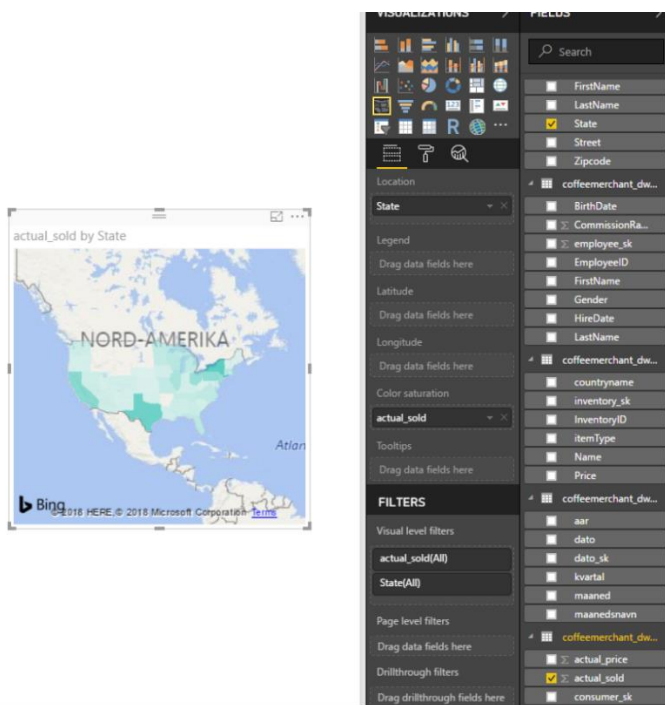 VISUALIZATIONS
FIELDS
Search
FirstName
LastName
State
Street
Zipcode
coffeemerchant_dw...
BirthDate
CommissionRa...
employee_sk
EmployeeID
FirstName
Gender
HireDate
LastName
coffeemerchant_dw...
countryname
inventory_sk
InventoryID
itemType
Name
Price
coffeemerchant_dw...
aar
dato
dato_sk
kvartal
maaned
maanedsnavn
coffeemerchant_dw...
actual_price
actual_sold
consumer_sk
R
123
Location
State
Legend
Drag data fields here
Latitude
Drag data fields here
Longitude
Drag data fields here
Color saturation
actual_sold
Tooltips
Drag data fields here
FILTERS
Visual level filters
actual_sold(All)
State(All)
Page level filters
Drag data fields here
Drillthrough filters
Drag drillthrough fields here
actual_sold by State
NORD-AMERIKA
Atlan
Bing
© 2018 HERE, © 2018 Microsoft Corporation Terms